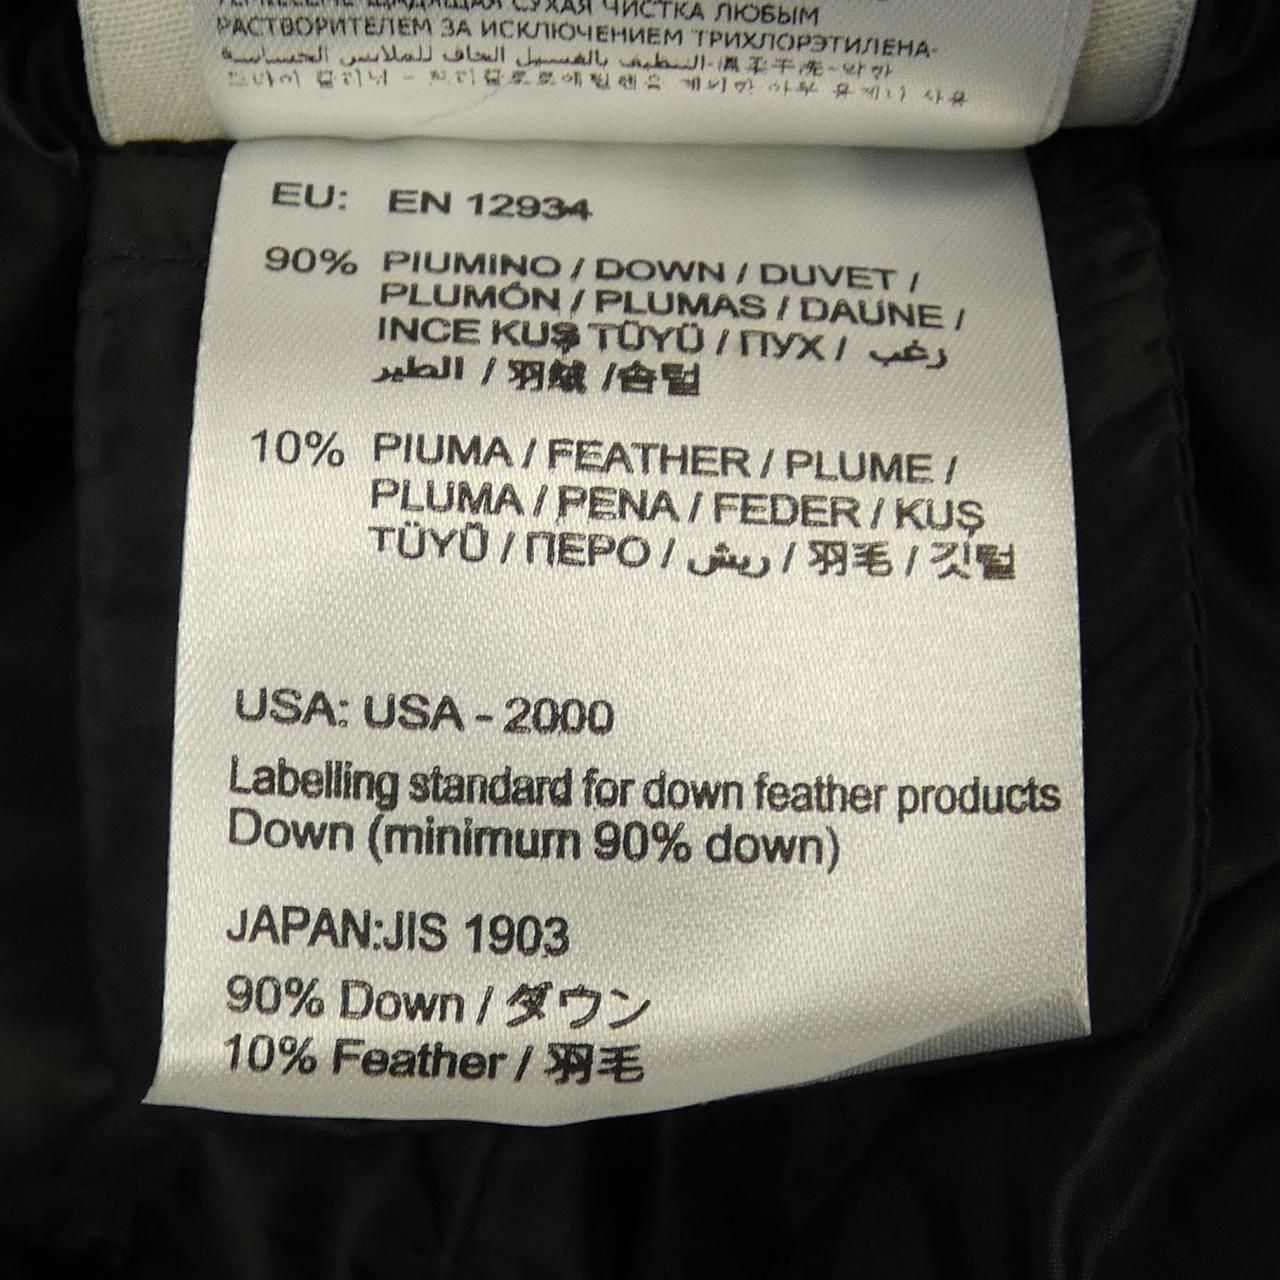 СУХАЯ ЧИСТКА ЛЮБЫМ
РАСТВОРИТЕЛЕМ ЗА ИСКЛЮЧЕНИЕМ ТРИХЛОРЭТИЛЕНА-
EU: EN 12934
90% PIUMINO / DOWN / DUVET /
PLUMÓN / PLUMAS / DAUNE /
INCE KUŞ TÜYÜ / ПУХ / زغب
الطير / 羽絨 /솜털
10% PIUMA / FEATHER / PLUME /
PLUMA / PENA / FEDER / KUŞ
TÜYÜ / ПЕРО / ريش / 羽毛 / 깃털
USA: USA - 2000
Labelling standard for down feather products
Down (minimum 90% down)
JAPAN:JIS 1903
90% Down / ダウン
10% Feather / 羽毛